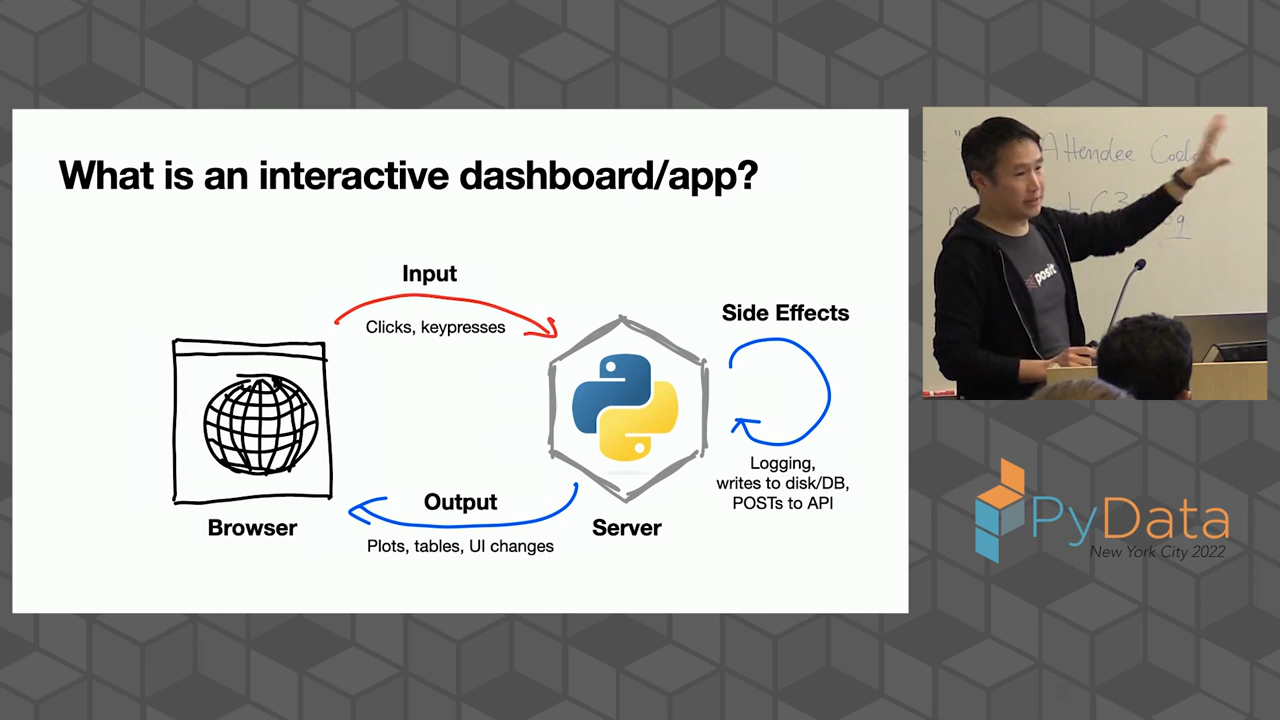 What is an interactive dashboard/app?
Input
Clicks, keypresses
Side Effects
Logging,
writes to disk/DB,
POSTs to API
Output
Plots, tables, UI changes
Browser
Server
Attendee
posit
PyData
New York City 2022